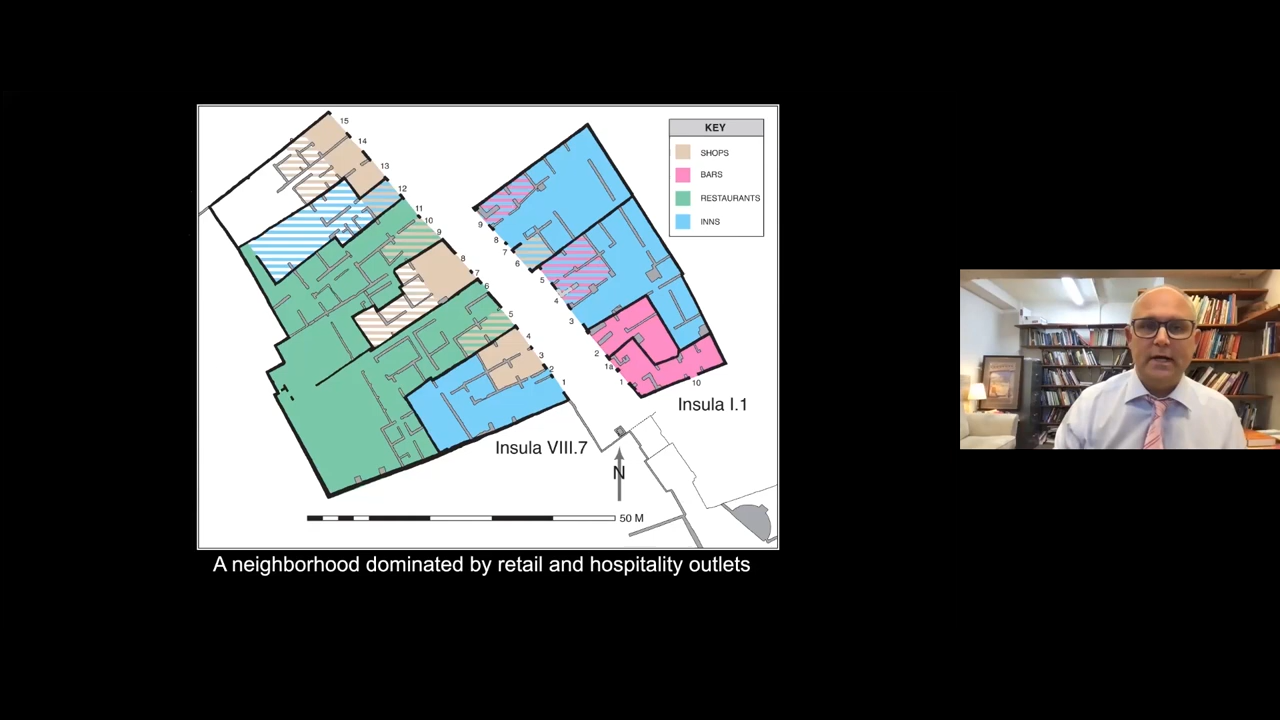 KEY
SHOPS
BARS
RESTAURANTS
INNS
15
14
13
12
11
10
9
8
7
6
5
4
3
2
1
9
8
7
6
5
4
3
2
1a
1
10
Insula I.1
Insula VIII.7
N
50 M
A neighborhood dominated by retail and hospitality outlets